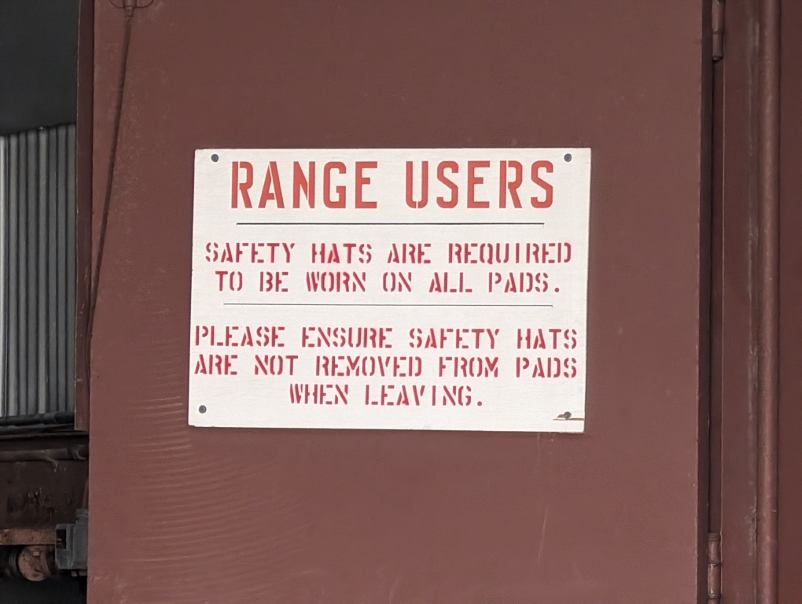 RANGE USERS
SAFETY HATS ARE REQUIRED
TO BE WORN ON ALL PADS.
PLEASE ENSURE SAFETY HATS
ARE NOT REMOVED FROM PADS
WHEN LEAVING.